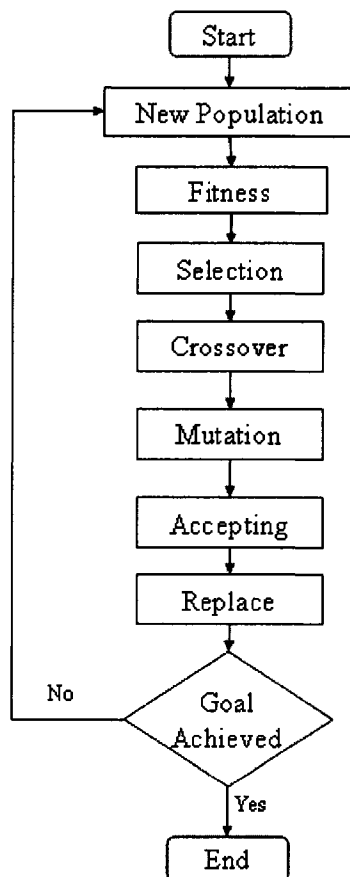 Start
New Population
Fitness
Selection
Crossover
Mutation
Accepting
Replace
Goal
Achieved
No
Yes
End